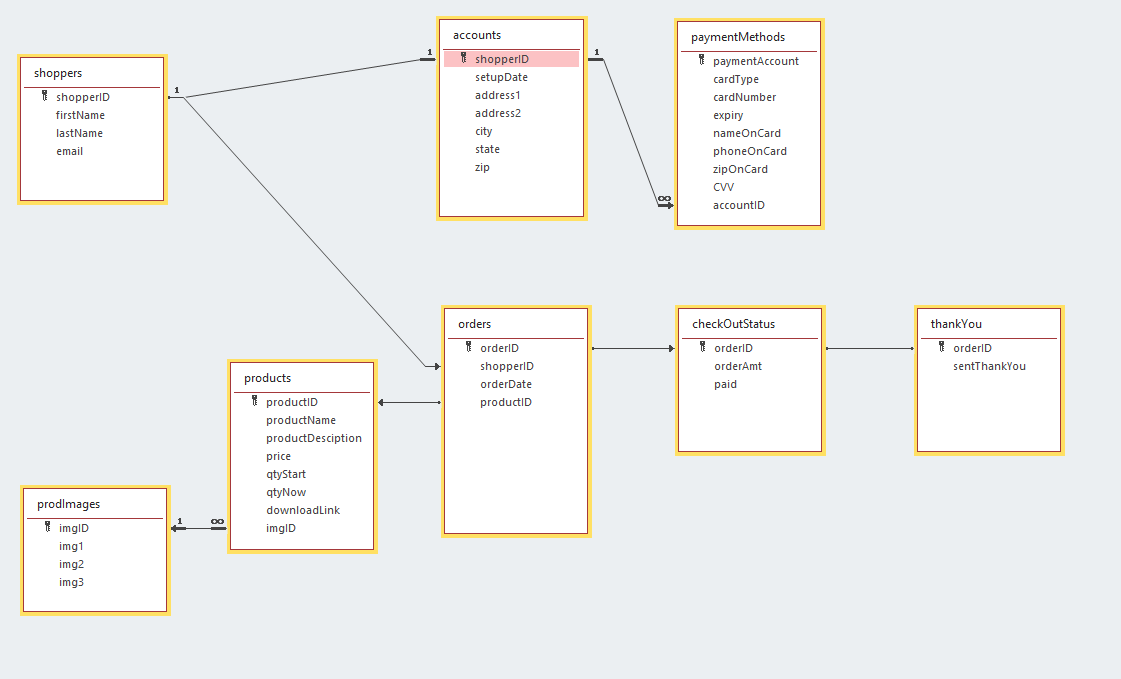 shoppers
shopperID
firstName
lastName
email
1
1
accounts
shopperID
setupDate
address1
address2
city
state
zip
1
∞
paymentMethods
paymentAccount
cardType
cardNumber
expiry
nameOnCard
phoneOnCard
zipOnCard
CVV
accountID
orders
orderID
shopperID
orderDate
productID
checkOutStatus
orderID
orderAmt
paid
thankYou
orderID
sentThankYou
products
productID
productName
productDesciption
price
qtyStart
qtyNow
downloadLink
imgID
prodImages
imgID
img1
img2
img3
1
∞